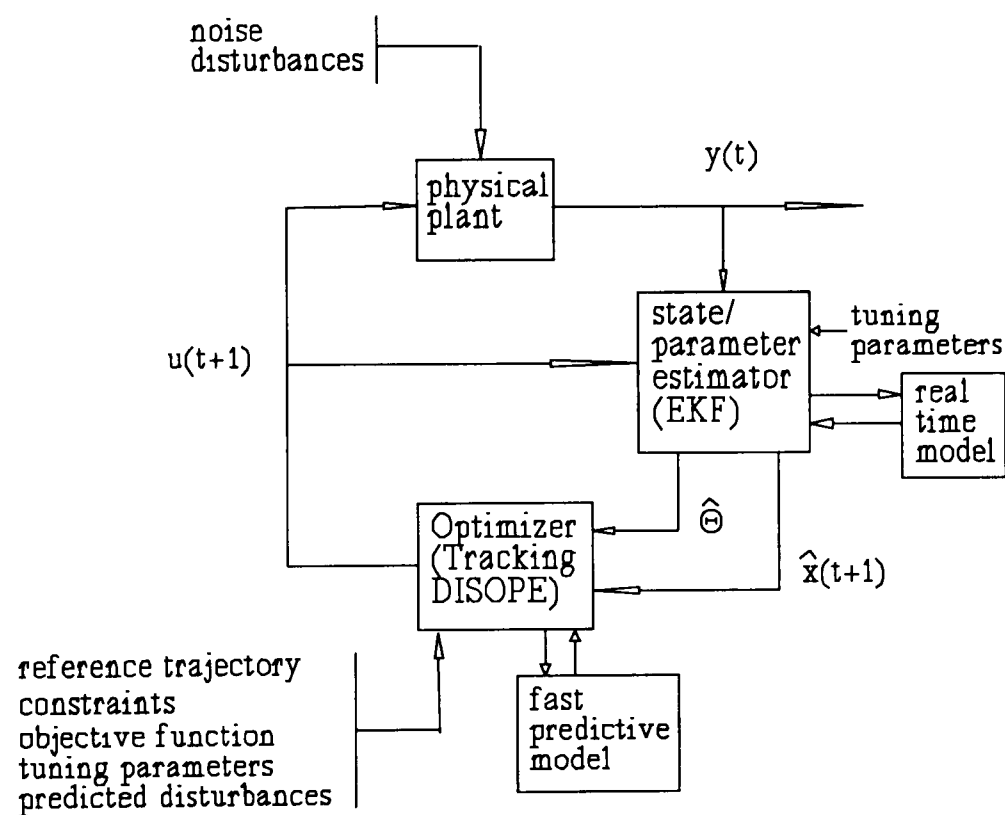 noise
disturbances
y(t)
physical
plant
state/
parameter
estimator
(EKF)
tuning
parameters
u(t+1)
real
time
model
Optimizer
(Tracking
DISOPE)
Θ̂
x̂(t+1)
reference trajectory
constraints
objective function
tuning parameters
predicted disturbances
fast
predictive
model